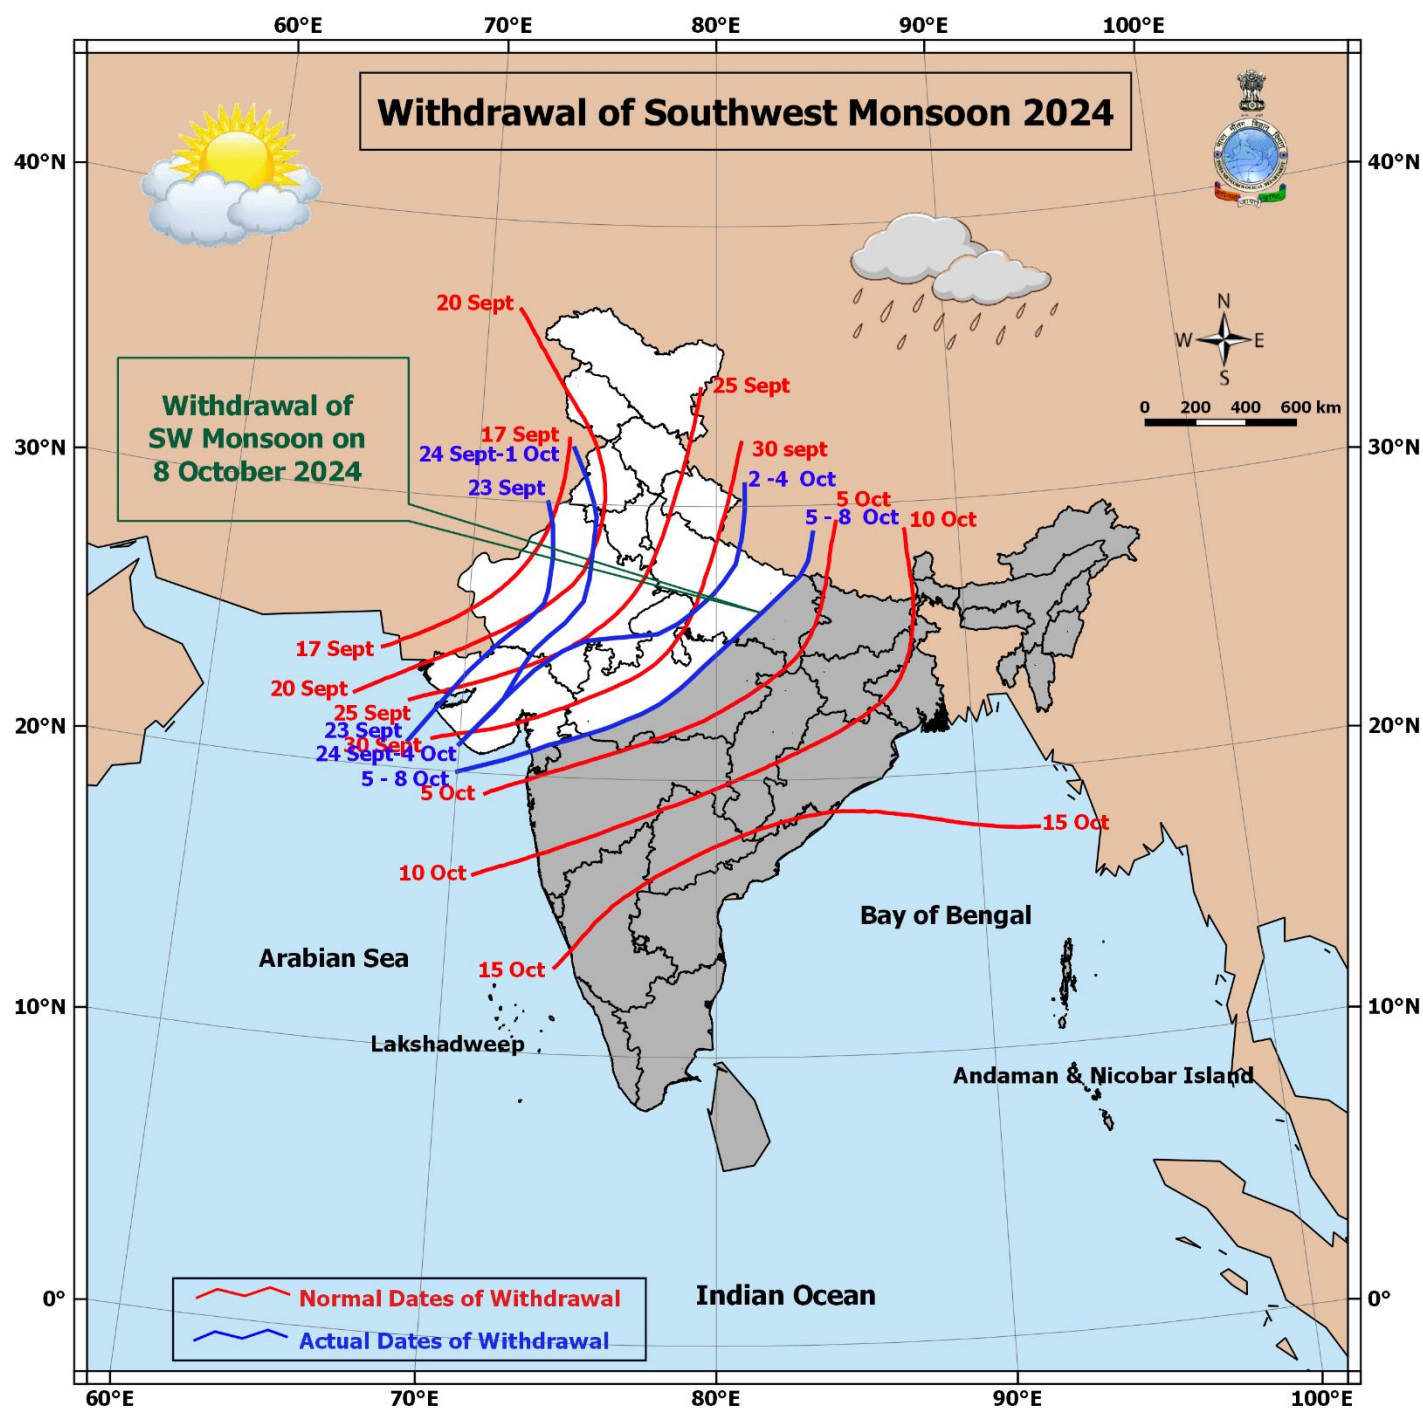 60°E 70°E 80°E 90°E 100°E
Withdrawal of Southwest Monsoon 2024
40°N 40°N
20 Sept
N
W E
S
25 Sept
0 200 400 600 km
Withdrawal of
SW Monsoon on
8 October 2024
17 Sept
24 Sept-1 Oct
23 Sept
30°N 30°N
30 sept
2 -4 Oct
5 Oct
5 - 8 Oct
10 Oct
17 Sept
20 Sept
25 Sept
20°N 20°N
23 Sept
30 Sept
24 Sept-4 Oct
5 - 8 Oct
5 Oct
15 Oct
10 Oct
Bay of Bengal
Arabian Sea
15 Oct
10°N 10°N
Lakshadweep
Andaman & Nicobar Island
0° 0°
Indian Ocean
Normal Dates of Withdrawal
Actual Dates of Withdrawal
60°E 70°E 80°E 90°E 100°E